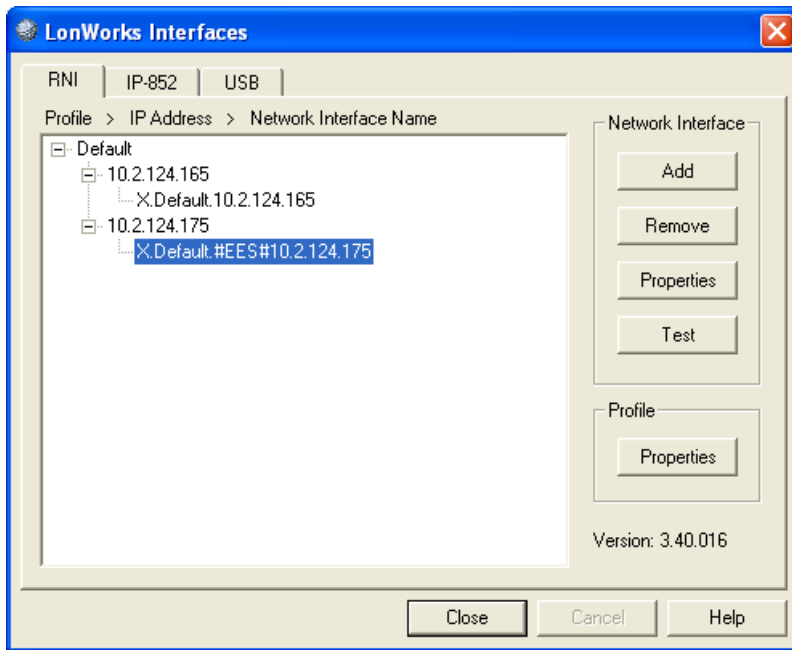 LonWorks Interfaces
RNI IP-852 USB
Profile > IP Address > Network Interface Name
Default
10.2.124.165
X.Default.10.2.124.165
10.2.124.175
X.Default.#EES#10.2.124.175
Network Interface
Add
Remove
Properties
Test
Profile
Properties
Version: 3.40.016
Close Cancel Help